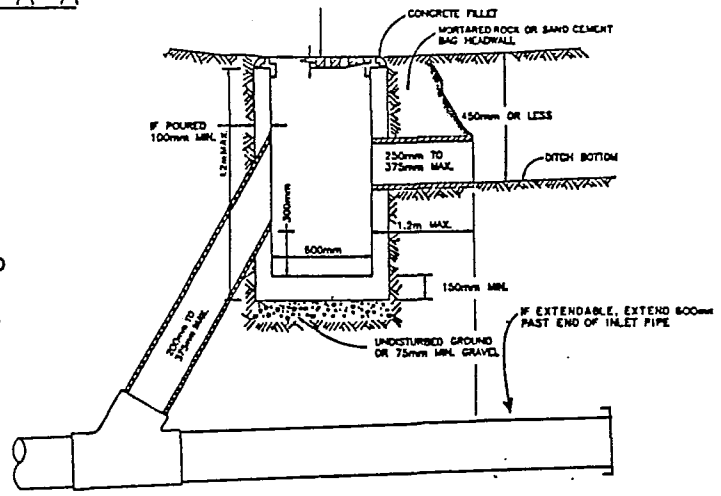 CONCRETE FILLET
MORTARED ROCK OR SAND CEMENT
BAG HEADWALL
450mm OR LESS
IF POURED
100mm MIN.
1.2m MAX.
250mm TO
375mm MAX.
DITCH BOTTOM
300mm
1.2m MAX.
600mm
150mm MIN.
IF EXTENDABLE, EXTEND 600mm
PAST END OF INLET PIPE
200mm TO
375mm MAX.
UNDISTURBED GROUND
OR 75mm MIN. GRAVEL